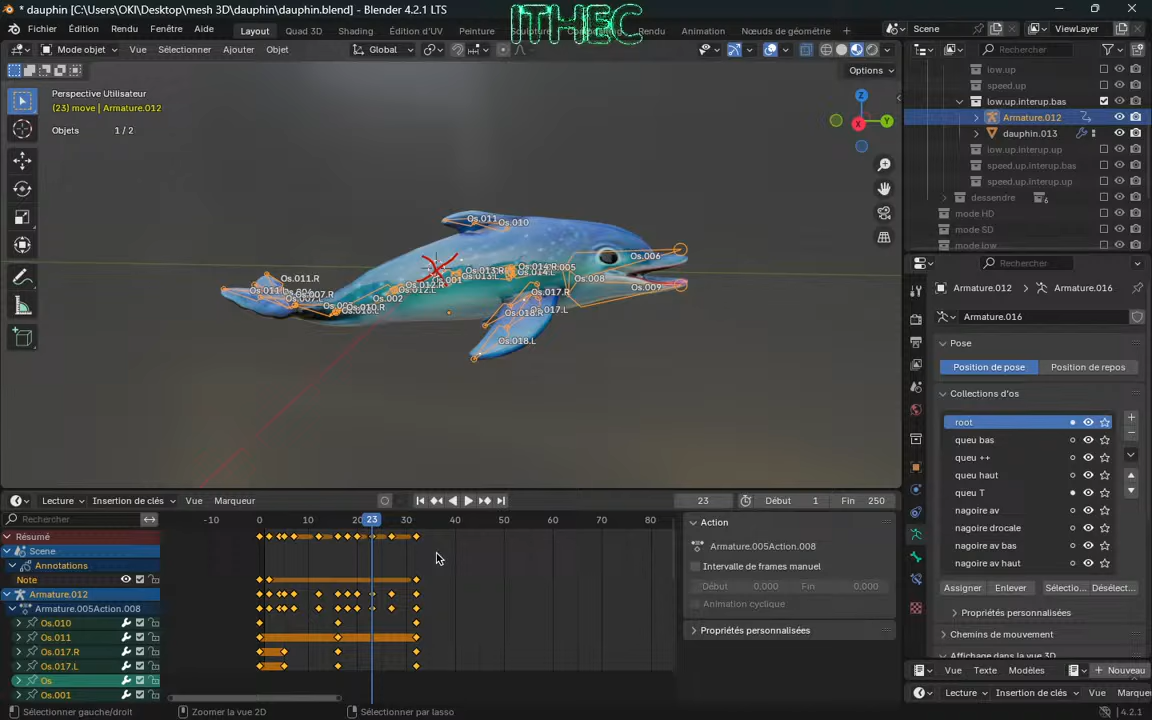 * dauphin [C:\Users\OKI\Desktop\mesh 3D\dauphin\dauphin.blend] - Blender 4.2.1 LTS
ITHEC
Fichier Édition Rendu Fenêtre Aide Layout Quad 3D Shading Édition d'UV Peinture Rendu Animation Nœuds de géométrie + Scene ViewLayer
Mode objet Vue Sélectionner Ajouter Objet Global Rechercher
Options
Perspective Utilisateur
(23) move | Armature.012
Objets 1 / 2
Z
Y
X
low.up
speed.up
low.up.interup.bas
Armature.012
dauphin.013
low.up.interup.up
speed.up.interup.bas
speed.up.interup.up
dessendre 6
mode HD
mode SD
mode low
Os.011 Os.010
Os.006
Os.008
Os.009
Os.011.R
Os.002
Os.017.R
Os.018.R
Os.018.L
Rechercher
Armature.012 > Armature.016
Armature.016
Pose
Position de pose Position de repos
Collections d'os
root
queu bas
queu ++
queu haut
queu T
nagoire av
nagoire drocale
nagoire av bas
nagoire av haut
Assigner Enlever Sélectio... Désélect...
Propriétés personnalisées
Chemins de mouvement
Affichage dans la vue 3D
Vue Texte Modèles + Nouveau
Lecture Insertion de clés Vue Marqueur
Lecture Insertion de clés Vue Marqueur 23 Début 1 Fin 250
Rechercher -10 0 10 20 23 30 40 50 60 70 80
Résumé
Scene
Annotations
Note
Armature.012
Armature.005Action.008
Os.010
Os.011
Os.017.R
Os.017.L
Os
Os.001
Action
Armature.005Action.008
Intervalle de frames manuel
Début 0.000 Fin 0.000
Animation cyclique
Propriétés personnalisées
Sélectionner gauche/droit Zoomer la vue 2D Sélectionner par lasso 4.2.1